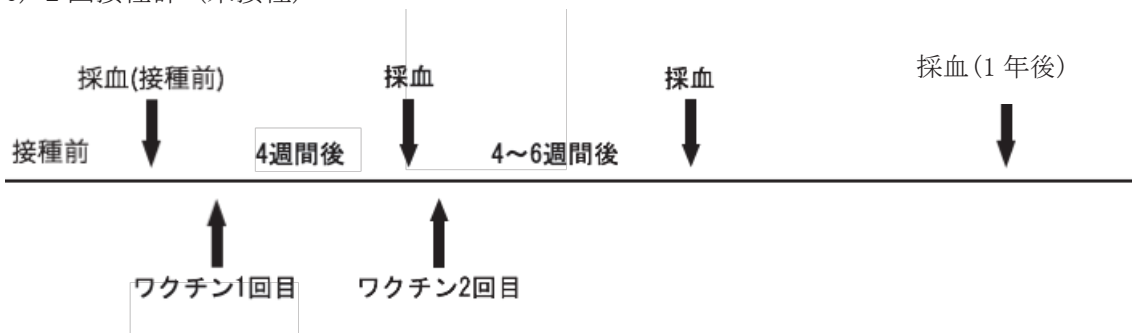 採血(接種前)
採血
採血
採血(1年後)
接種前
4週間後
4～6週間後
ワクチン1回目
ワクチン2回目